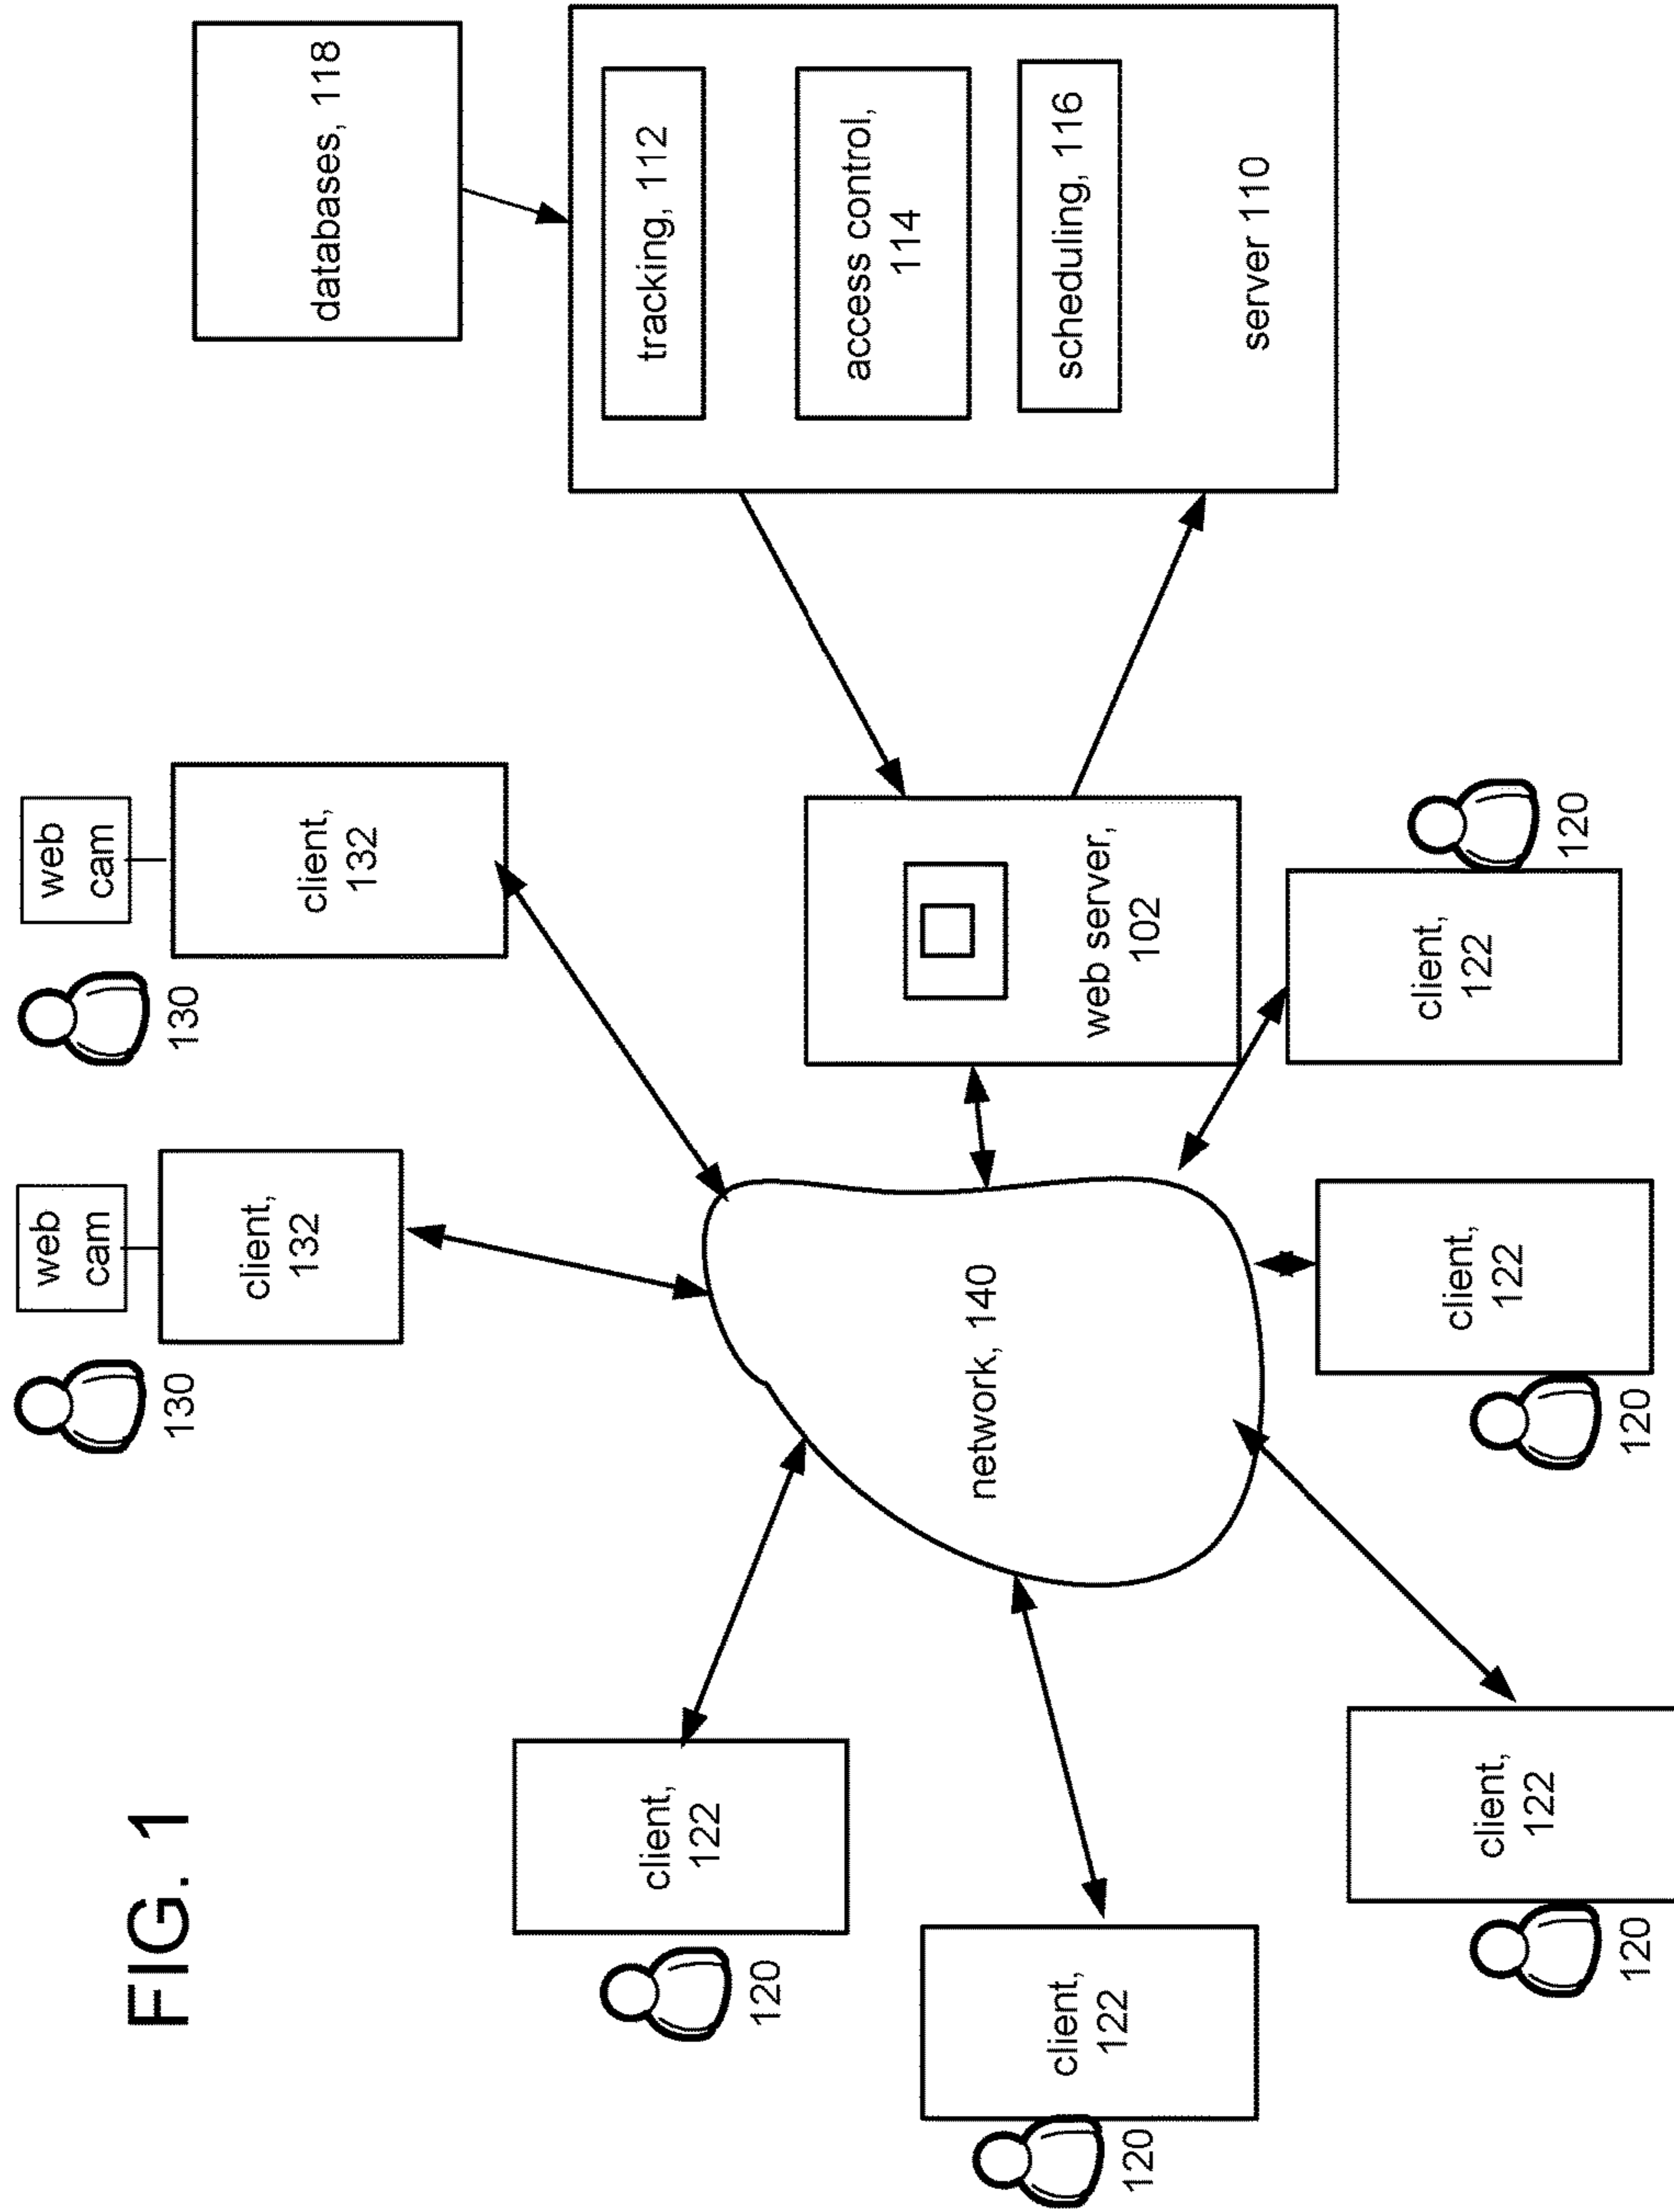 FIG. 1
web
cam
client,
132
130
web
cam
client,
132
130
databases, 118
tracking, 112
access control,
114
scheduling, 116
server 110
web server,
102
network, 140
client,
122
120
client,
122
120
client,
122
120
client,
122
120
client,
122
120